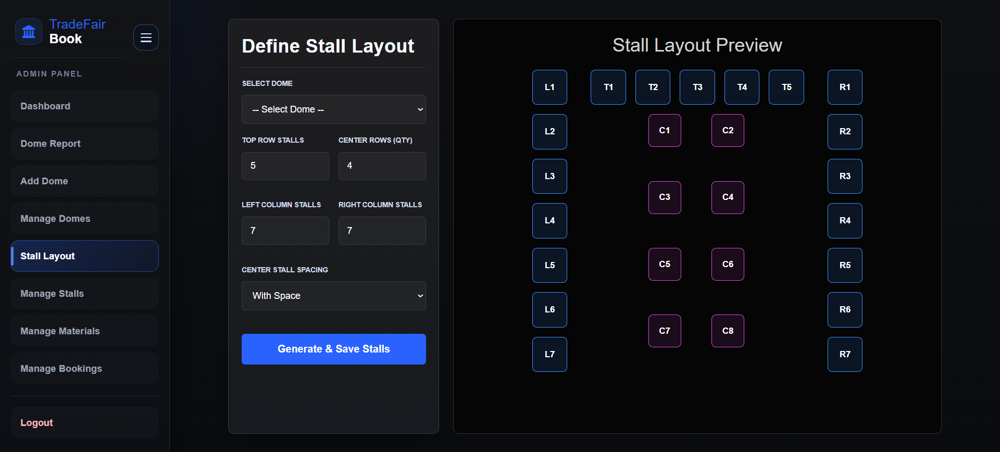 TradeFair
Book
ADMIN PANEL
Dashboard
Dome Report
Add Dome
Manage Domes
Stall Layout
Manage Stalls
Manage Materials
Manage Bookings
Logout
Define Stall Layout
SELECT DOME
-- Select Dome --
TOP ROW STALLS CENTER ROWS (QTY)
5 4
LEFT COLUMN STALLS RIGHT COLUMN STALLS
7 7
CENTER STALL SPACING
With Space
Generate & Save Stalls
Stall Layout Preview
L1 T1 T2 T3 T4 T5 R1
L2 C1 C2 R2
L3 R3
C3 C4
L4 R4
L5 C5 C6 R5
L6 R6
C7 C8
L7 R7